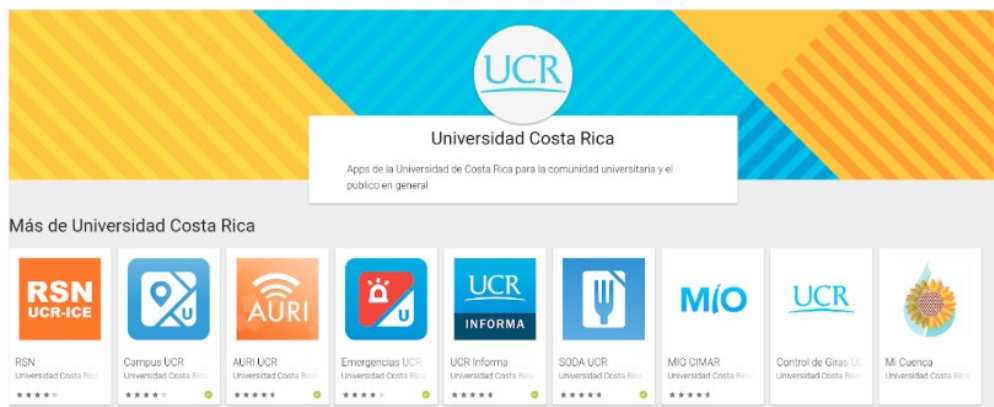 UCR
Universidad Costa Rica
Apps de la Universidad de Costa Rica para la comunidad universitaria y el
público en general
Más de Universidad Costa Rica
RSN
UCR-ICE
AURI
U
U
UCR
INFORMA
MÍO
UCR
RSN
Universidad Costa Rica
Campus UCR
Universidad Costa Rica
AURI UCR
Universidad Costa Rica
Emergencias UCR
Universidad Costa Rica
UCR Informa
Universidad Costa Rica
SODA UCR
Universidad Costa Rica
MIO CIMAR
Universidad Costa Rica
Control de Giras UC
Universidad Costa Rica
Mi Cuenca
Universidad Costa Rica